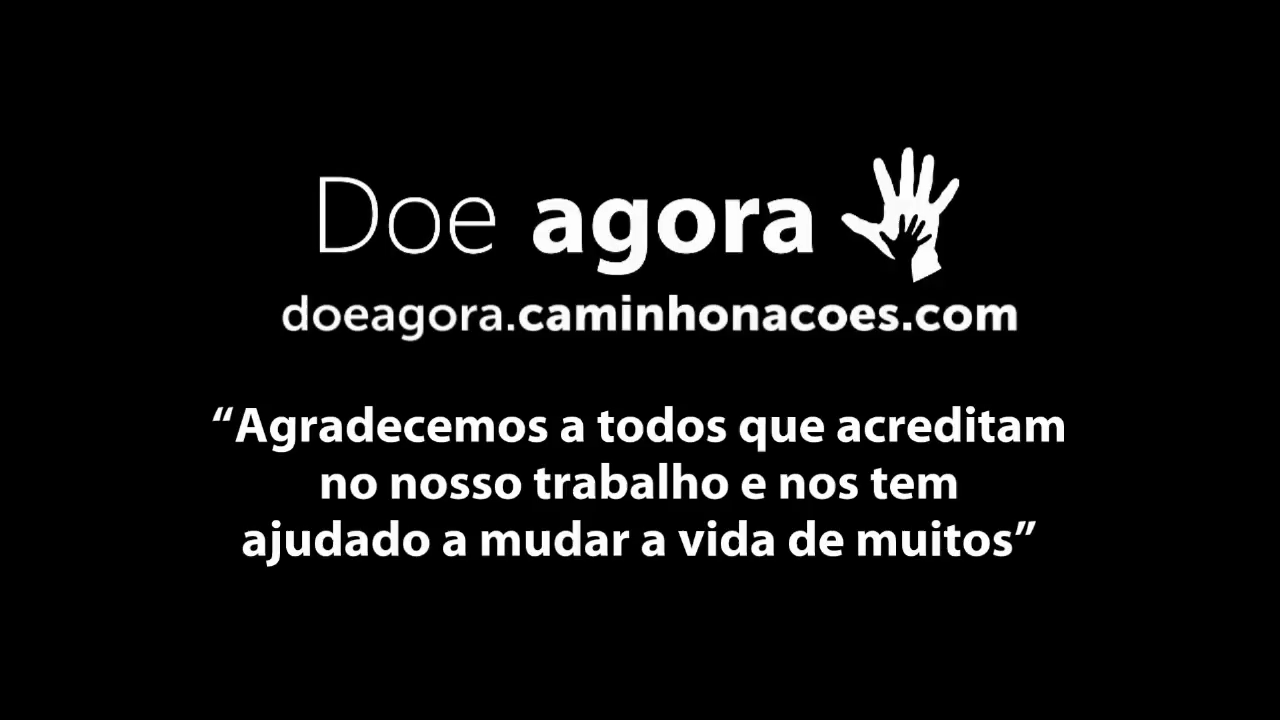 Doe agora
doeagora.caminhonacoes.com
“Agradecemos a todos que acreditam
no nosso trabalho e nos tem
ajudado a mudar a vida de muitos”